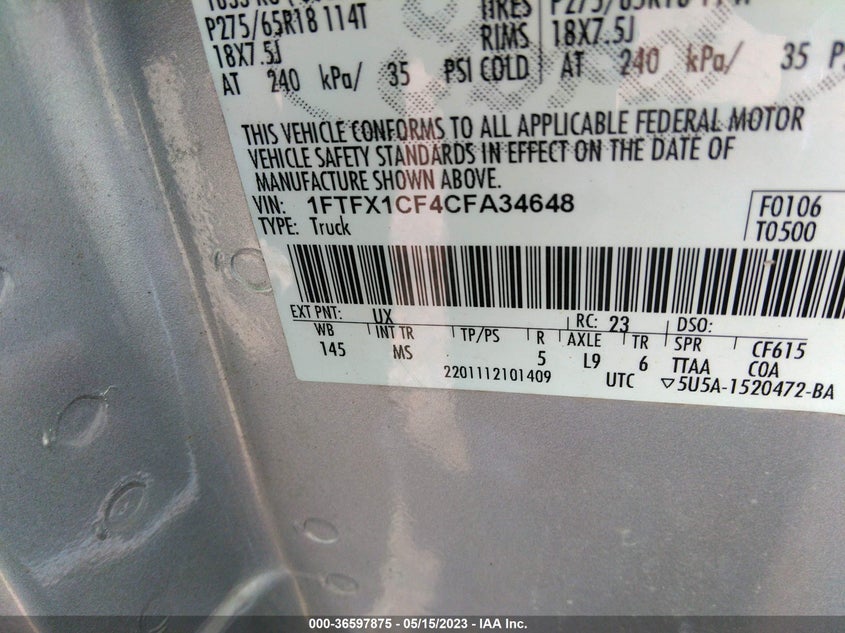 P275/65R18 114T TIRES P275/65R18 114T
18X7.5J RIMS 18X7.5J
AT 240 kPa/ 35 PSI COLD AT 240 kPa/ 35
THIS VEHICLE CONFORMS TO ALL APPLICABLE FEDERAL MOTOR
VEHICLE SAFETY STANDARDS IN EFFECT ON THE DATE OF
MANUFACTURE SHOWN ABOVE.
VIN: 1FTFX1CF4CFA34648 F0106
TYPE: Truck T0500
EXT PNT: UX RC: 23 DSO:
WB INT TR TP/PS R AXLE TR SPR CF615
145 MS 5 L9 6 TTAA COA
2201112101409 UTC ▽5U5A-1520472-BA
000-36597875 - 05/15/2023 - © IAA Inc.